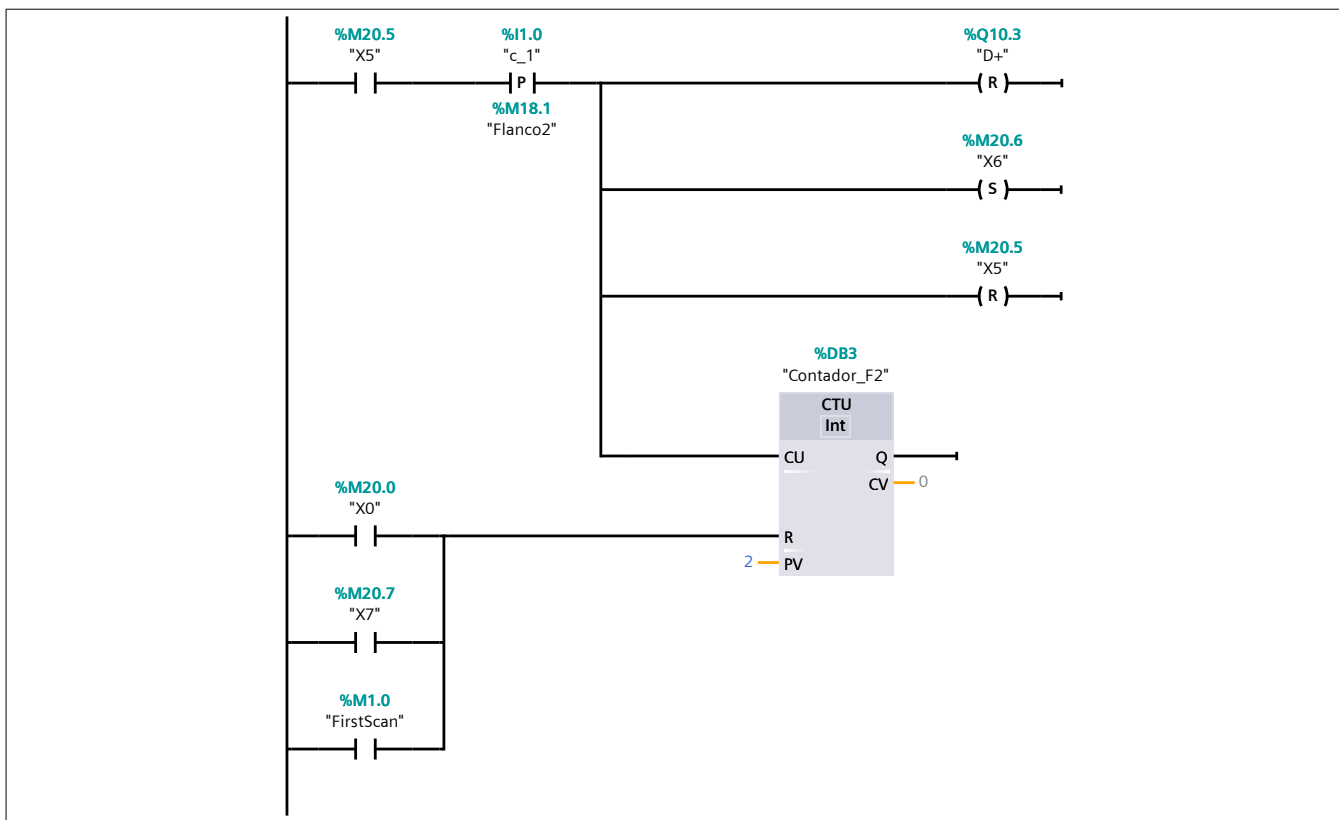 %M20.5
"X5"
%I1.0
"c_1"
P
%M18.1
"Flanco2"
%Q10.3
"D+"
R
%M20.6
"X6"
S
%M20.5
"X5"
R
%DB3
"Contador_F2"
CTU
Int
CU
Q
CV
0
%M20.0
"X0"
R
2
PV
%M20.7
"X7"
%M1.0
"FirstScan"